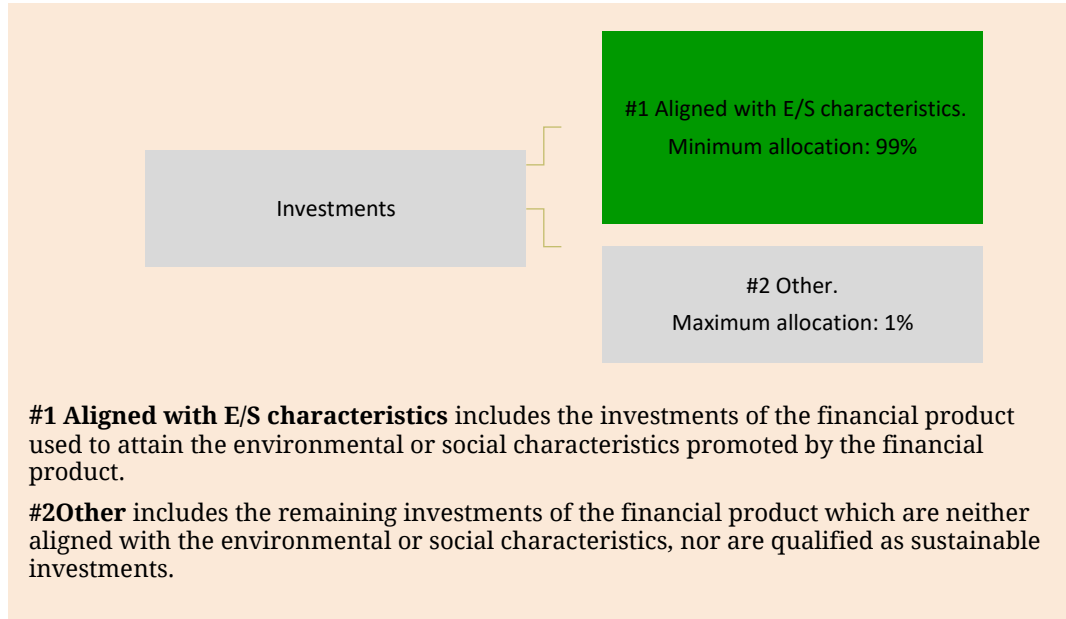 #1 Aligned with E/S characteristics.
Minimum allocation: 99%
Investments
#2 Other.
Maximum allocation: 1%
#1 Aligned with E/S characteristics includes the investments of the financial product
used to attain the environmental or social characteristics promoted by the financial
product.
#2Other includes the remaining investments of the financial product which are neither
aligned with the environmental or social characteristics, nor are qualified as sustainable
investments.